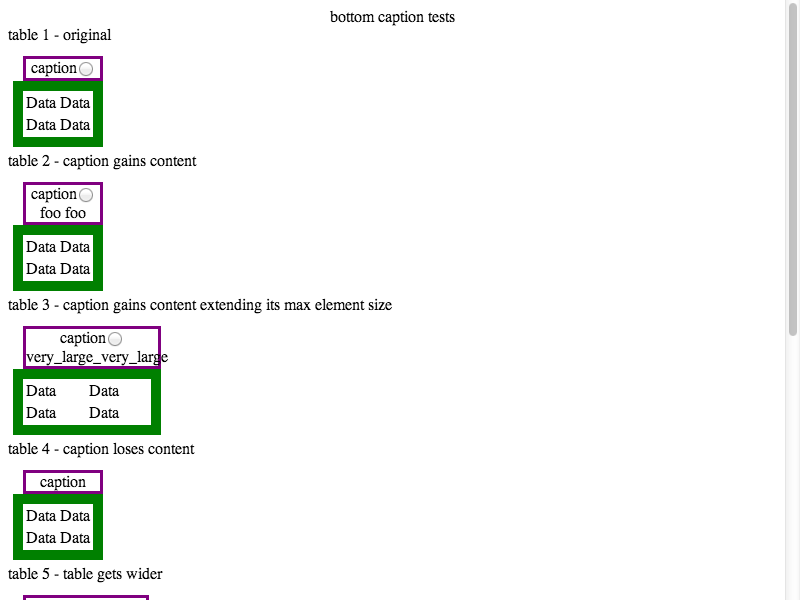 bottom caption tests
table 1 - original
caption
Data Data
Data Data
table 2 - caption gains content
caption
foo foo
Data Data
Data Data
table 3 - caption gains content extending its max element size
caption
very_large_very_large
Data Data
Data Data
table 4 - caption loses content
caption
Data Data
Data Data
table 5 - table gets wider